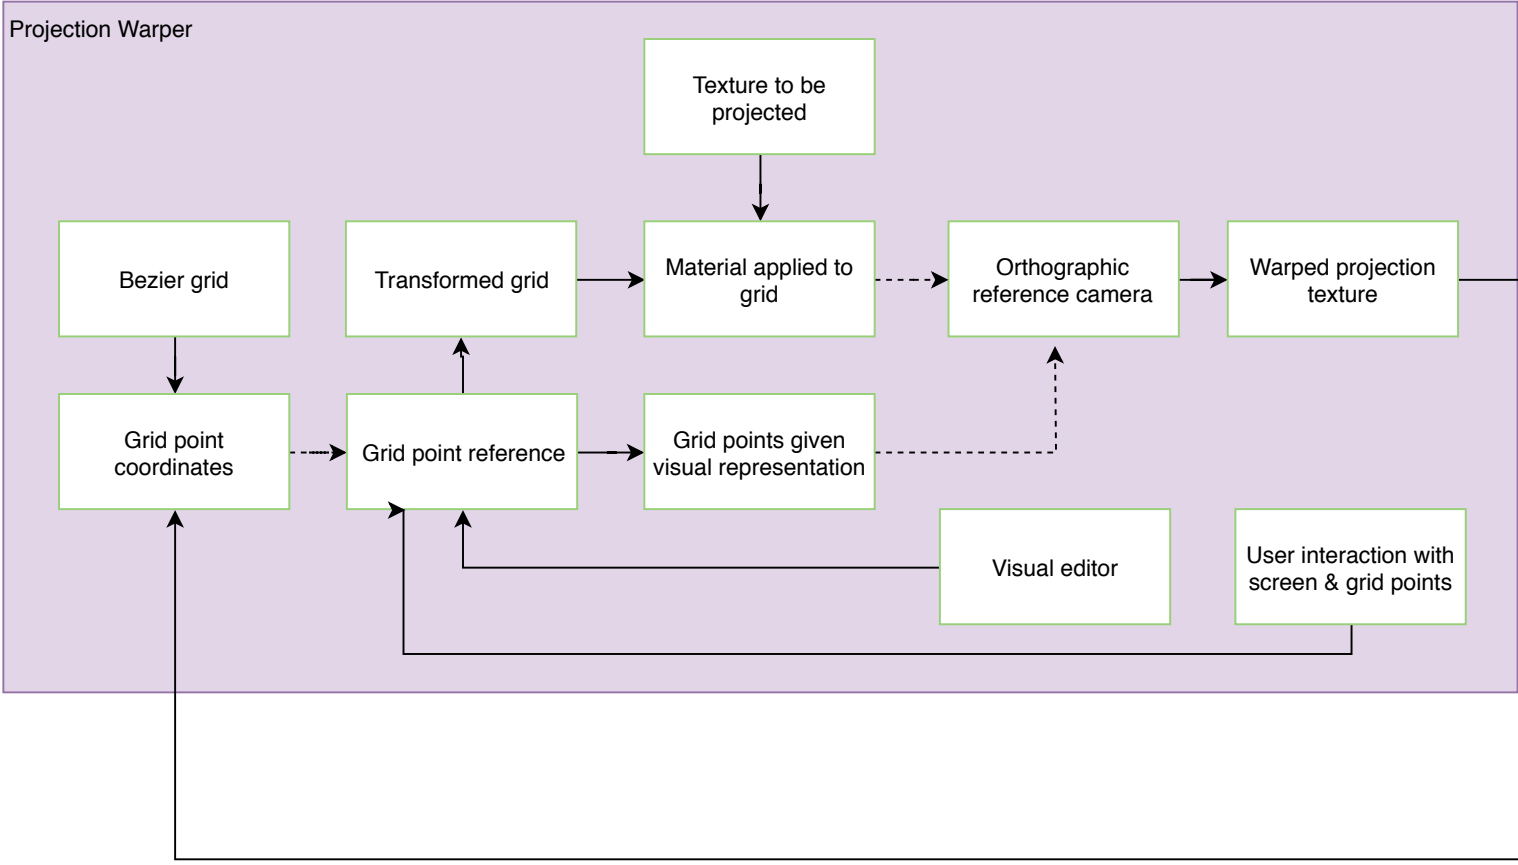 Projection Warper
Texture to be
projected
Bezier grid
Transformed grid
Material applied to
grid
Orthographic
reference camera
Warped projection
texture
Grid point
coordinates
Grid point reference
Grid points given
visual representation
Visual editor
User interaction with
screen & grid points